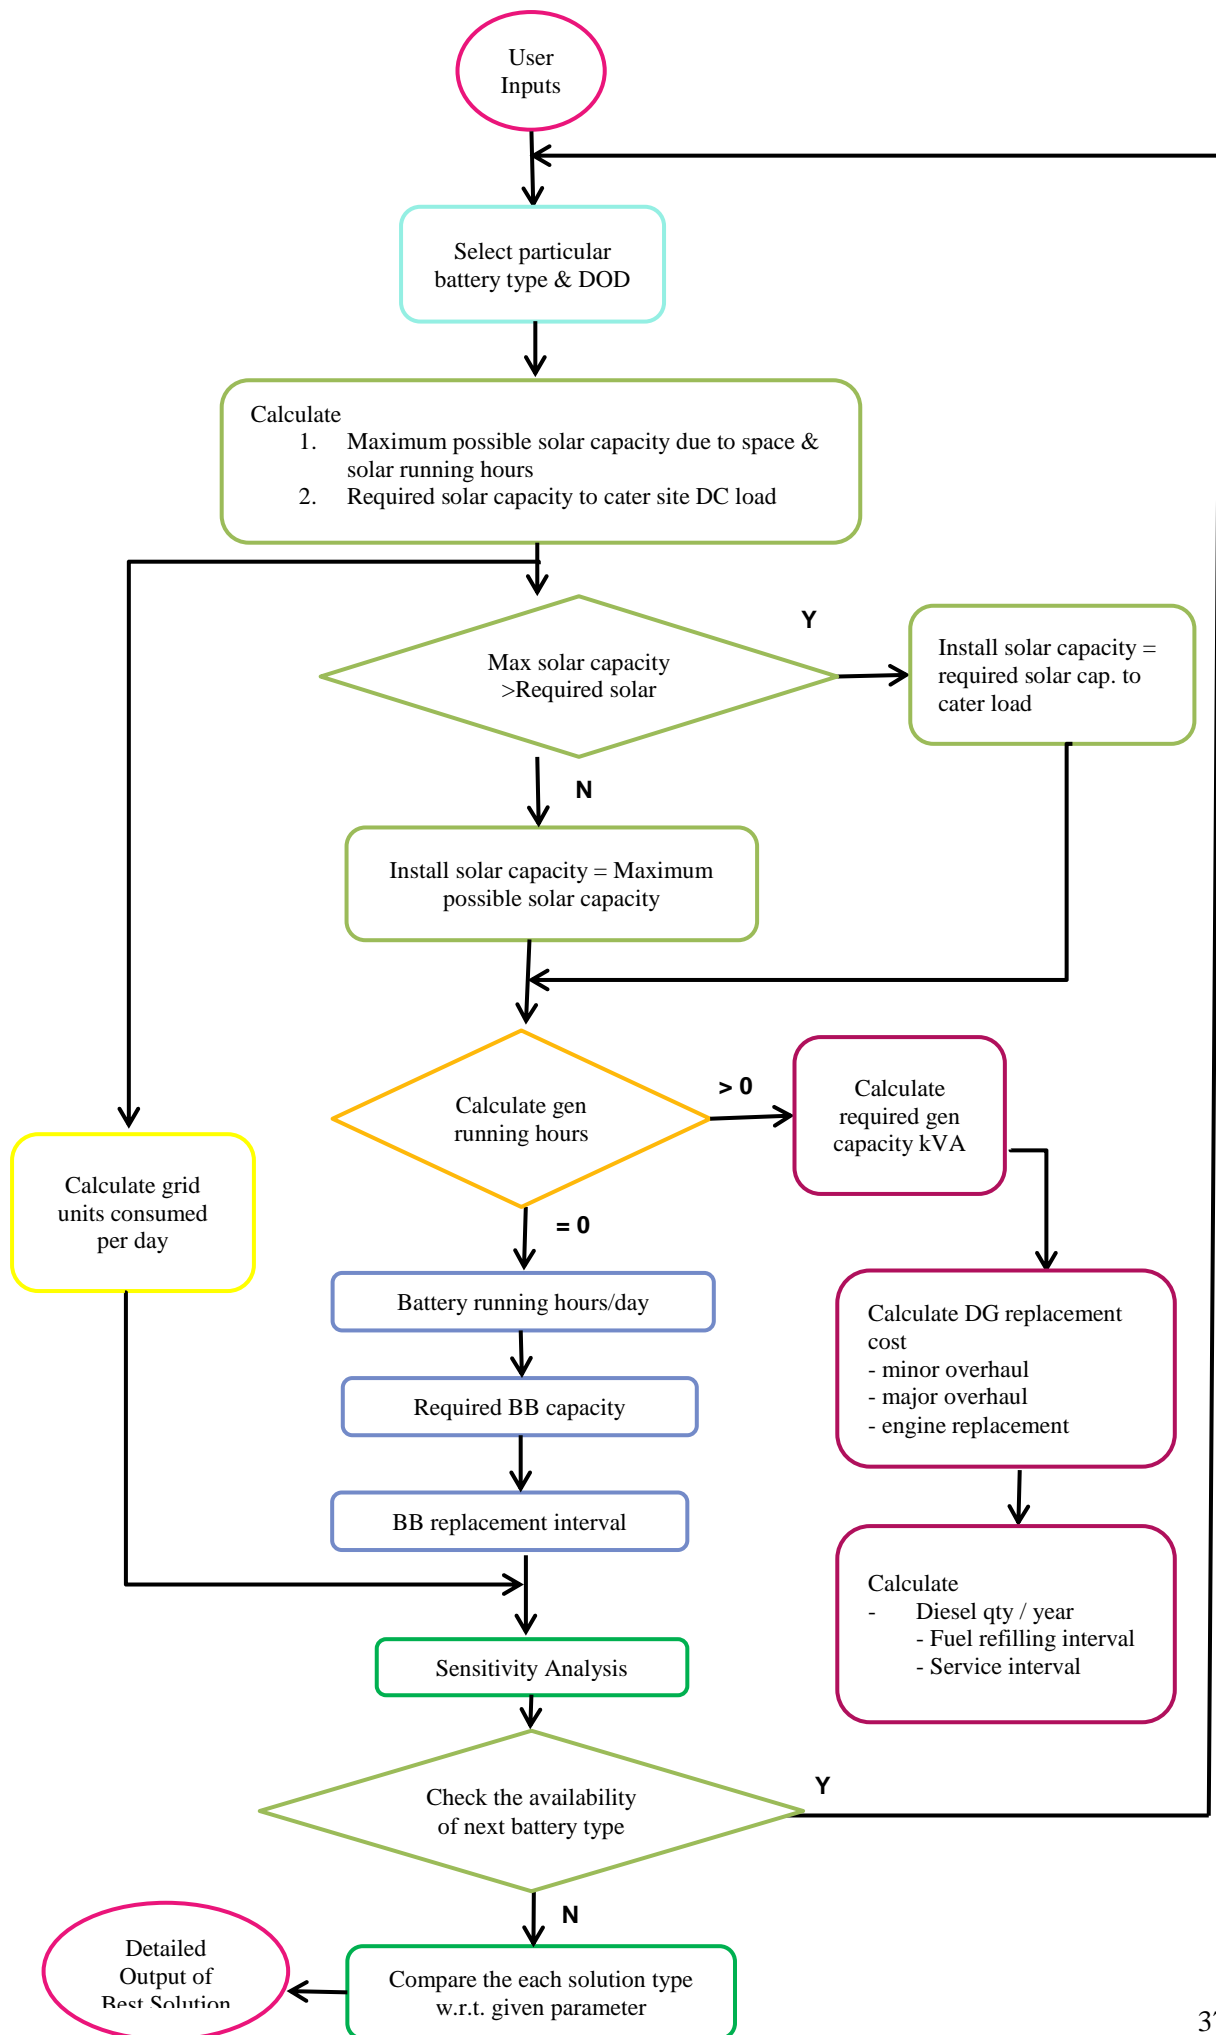 User
Inputs
Select particular
battery type & DOD
Calculate
1. Maximum possible solar capacity due to space &
solar running hours
2. Required solar capacity to cater site DC load
Y
Max solar capacity
>Required solar
Install solar capacity =
required solar cap. to
cater load
N
Install solar capacity = Maximum
possible solar capacity
> 0
Calculate gen
running hours
Calculate
required gen
capacity kVA
Calculate grid
units consumed
per day
= 0
Battery running hours/day
Calculate DG replacement
cost
- minor overhaul
- major overhaul
- engine replacement
Required BB capacity
BB replacement interval
Calculate
- Diesel qty / year
- Fuel refilling interval
- Service interval
Sensitivity Analysis
Y
Check the availability
of next battery type
N
Detailed
Output of
Best Solution
Compare the each solution type
w.r.t. given parameter